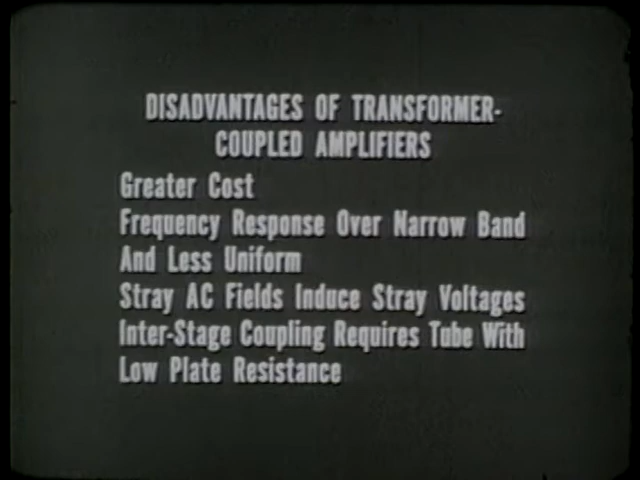 DISADVANTAGES OF TRANSFORMER-
COUPLED AMPLIFIERS
Greater Cost
Frequency Response Over Narrow Band
And Less Uniform
Stray AC Fields Induce Stray Voltages
Inter-Stage Coupling Requires Tube With
Low Plate Resistance